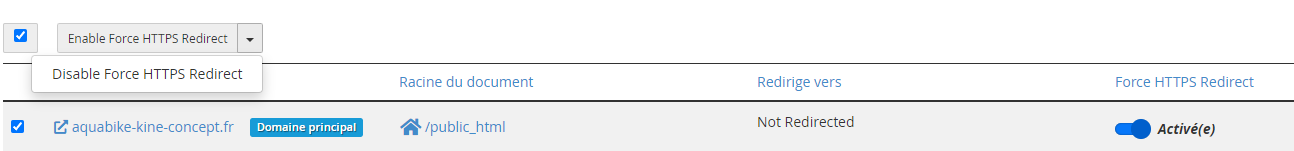 Enable Force HTTPS Redirect
Disable Force HTTPS Redirect
Racine du document Redirige vers Force HTTPS Redirect
aquabike-kine-concept.fr Domaine principal /public_html Not Redirected Activé(e)